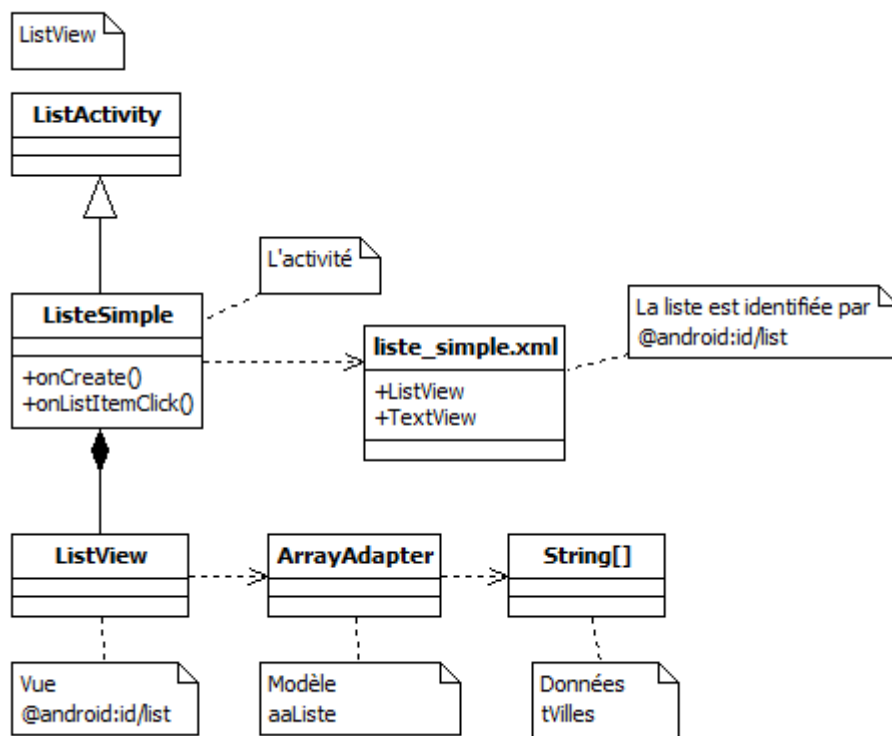 ListView
ListActivity
L'activité
ListeSimple
+onCreate()
+onListItemClick()
liste_simple.xml
+ListView
+TextView
La liste est identifiée par
@android:id/list
ListView
ArrayAdapter
String[]
Vue
@android:id/list
Modèle
aaListe
Données
tVilles